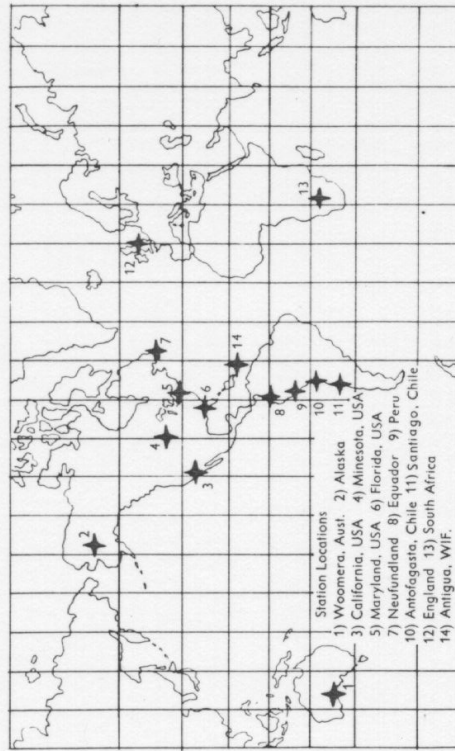 2
12
7
5
4
6
14
3
13
8
9
10
11
1
Station Locations
1) Woomera, Aust. 2) Alaska
3) California, USA 4) Minesota, USA
5) Maryland, USA 6) Florida, USA
7) Neufundland 8) Equador 9) Peru
10) Antofagasta, Chile 11) Santiago, Chile
12) England 13) South Africa
14) Antigua, WIF.